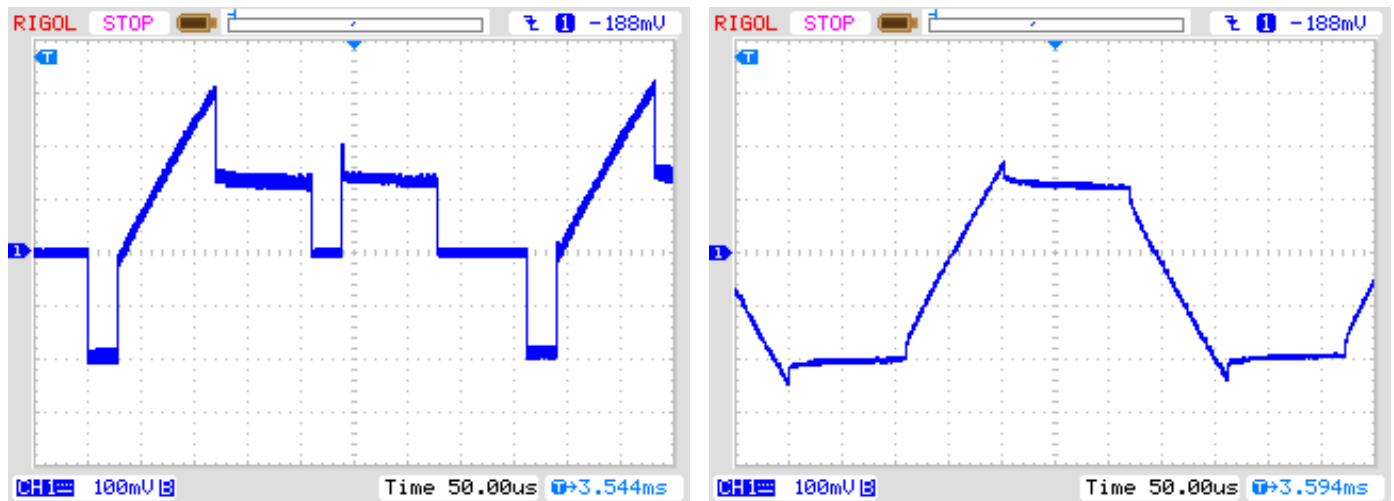 RIGOL STOP 1 -188mV
T
1
CH1 100mV B Time 50.00us T→3.544ms
RIGOL STOP 1 -188mV
T
1
CH1 100mV B Time 50.00us T→3.594ms